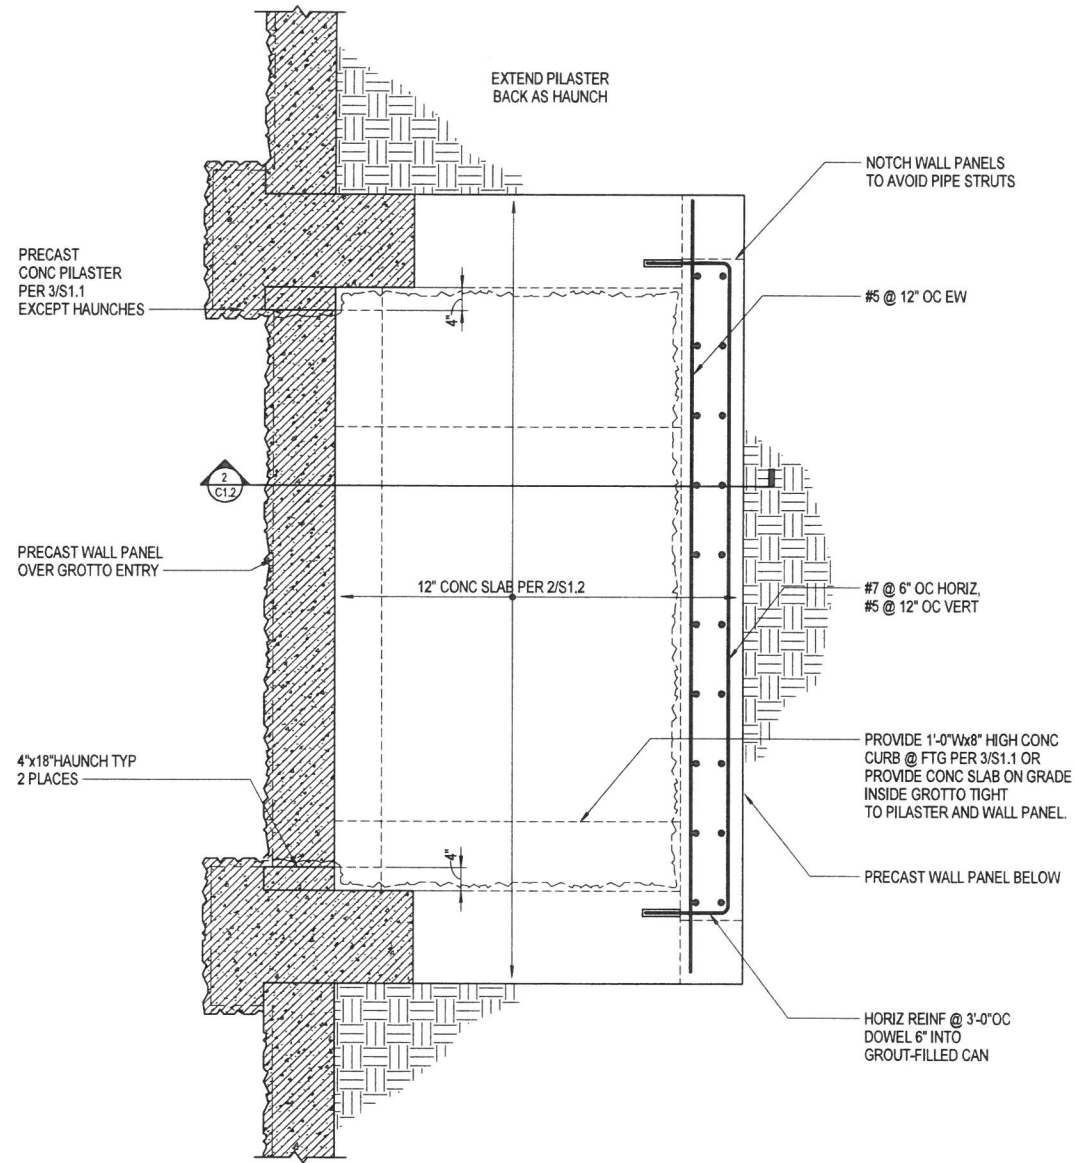 EXTEND PILASTER
BACK AS HAUNCH
NOTCH WALL PANELS
TO AVOID PIPE STRUTS
PRECAST
CONC PILASTER
PER 3/S1.1
EXCEPT HAUNCHES
#5 @ 12" OC EW
4"
2
C1.2
PRECAST WALL PANEL
OVER GROTTO ENTRY
12" CONC SLAB PER 2/S1.2
#7 @ 6" OC HORIZ,
#5 @ 12" OC VERT
4"x18"HAUNCH TYP
2 PLACES
PROVIDE 1'-0"Wx8" HIGH CONC
CURB @ FTG PER 3/S1.1 OR
PROVIDE CONC SLAB ON GRADE
INSIDE GROTTO TIGHT
TO PILASTER AND WALL PANEL.
4"
PRECAST WALL PANEL BELOW
HORIZ REINF @ 3'-0"OC
DOWEL 6" INTO
GROUT-FILLED CAN